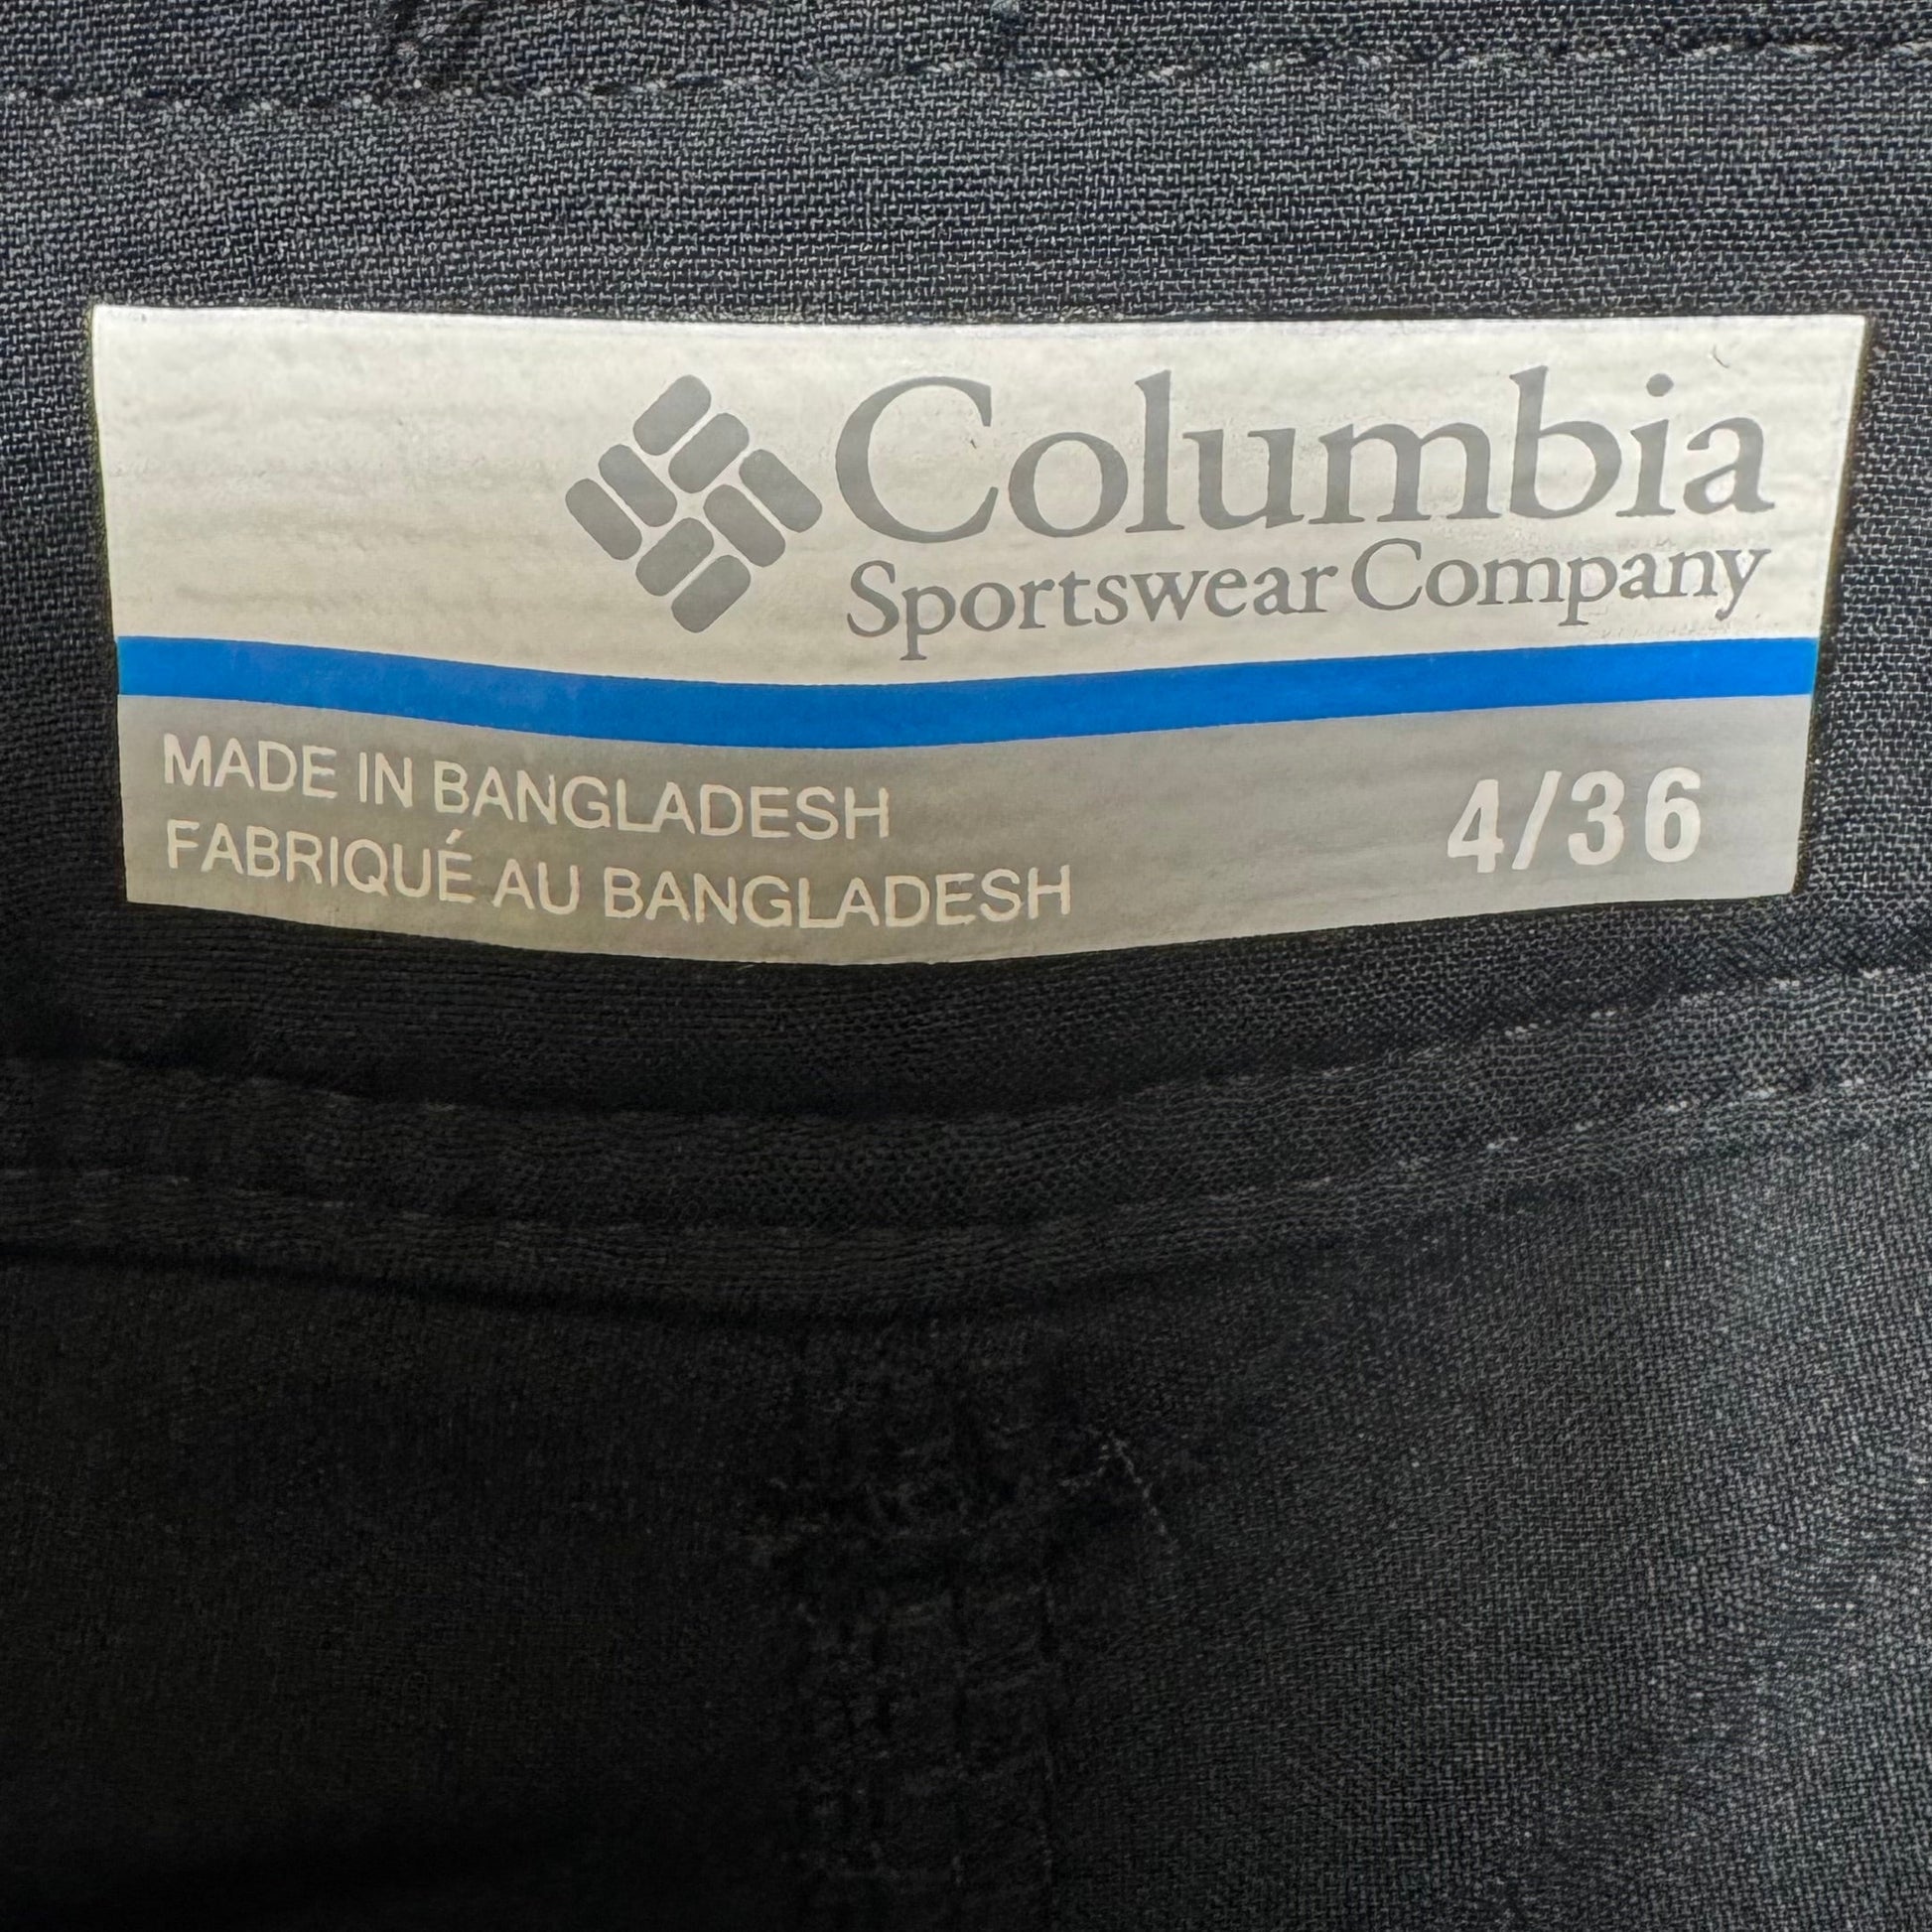 Columbia
Sportswear Company
MADE IN BANGLADESH
FABRIQUÉ AU BANGLADESH
4/36